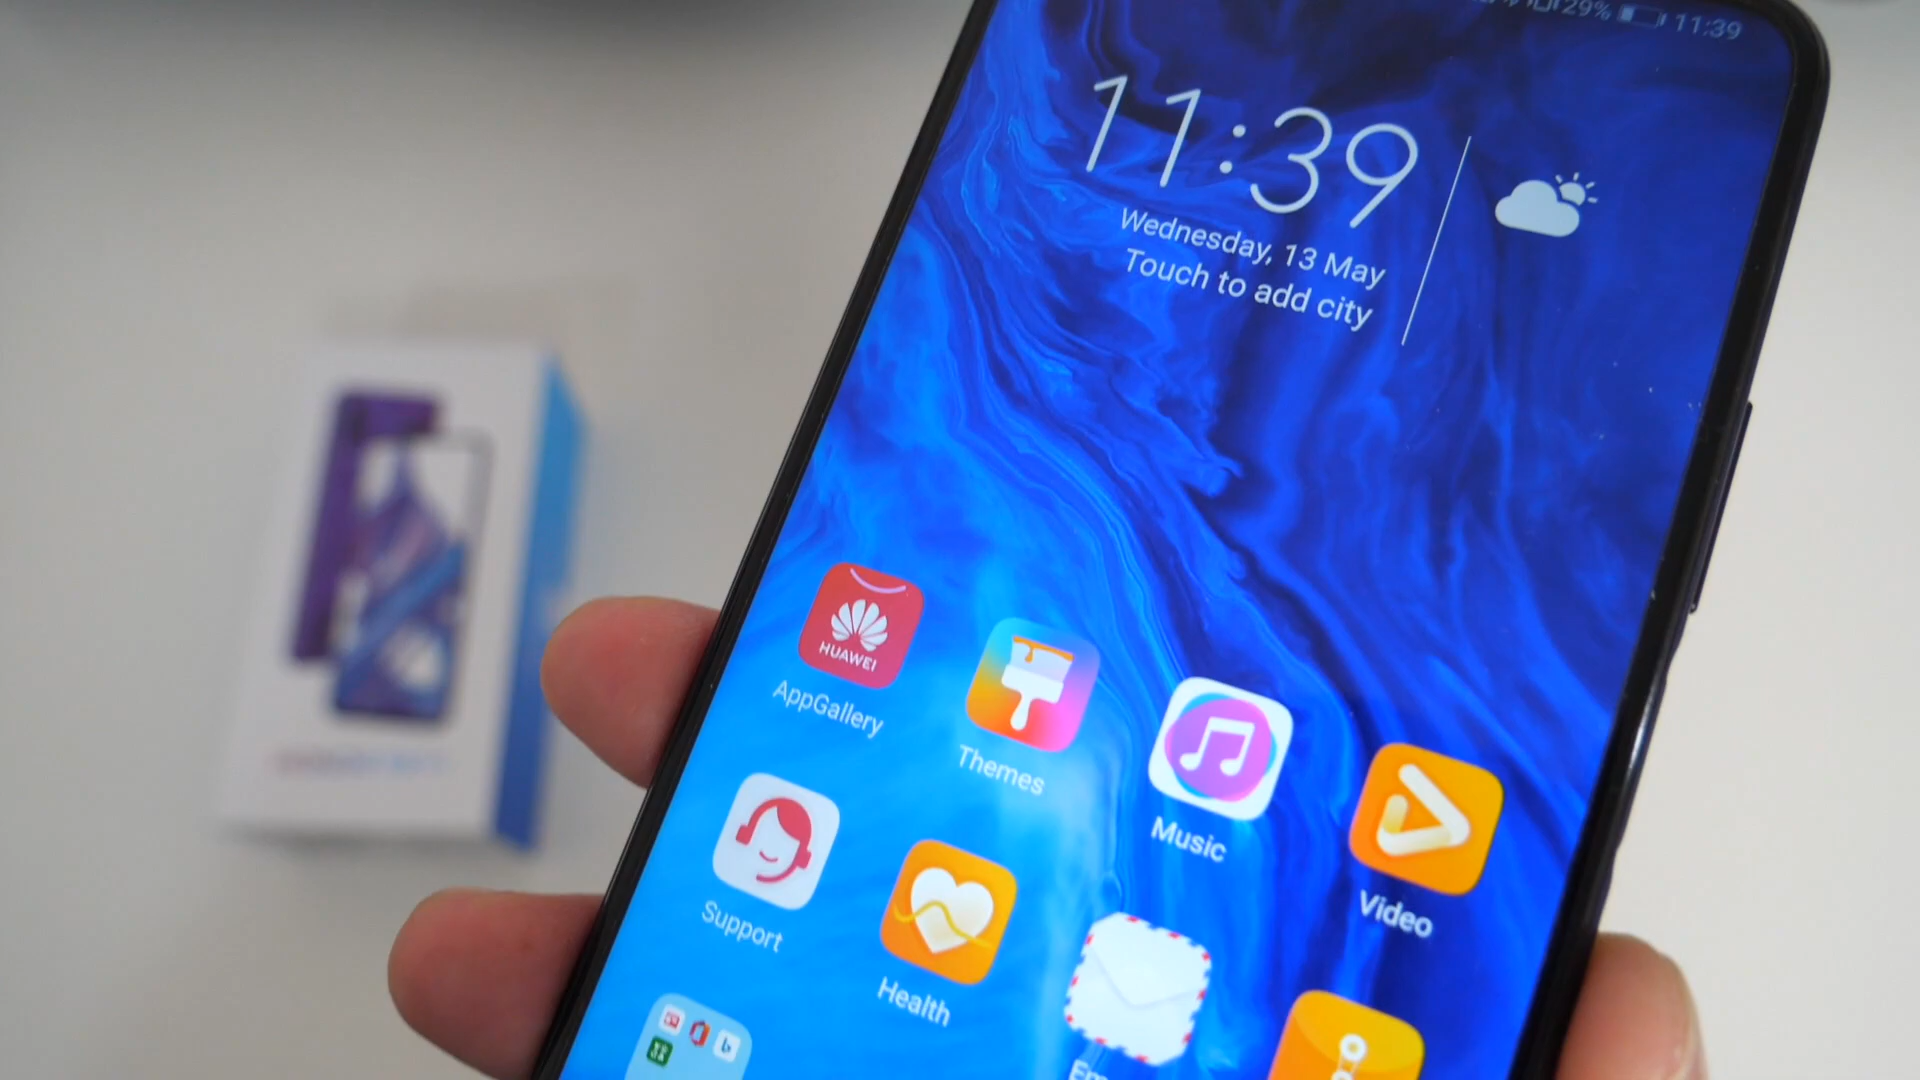 29% 11:39
11:39
Wednesday, 13 May
Touch to add city
HUAWEI
AppGallery
Themes
Music
Video
Support
Health